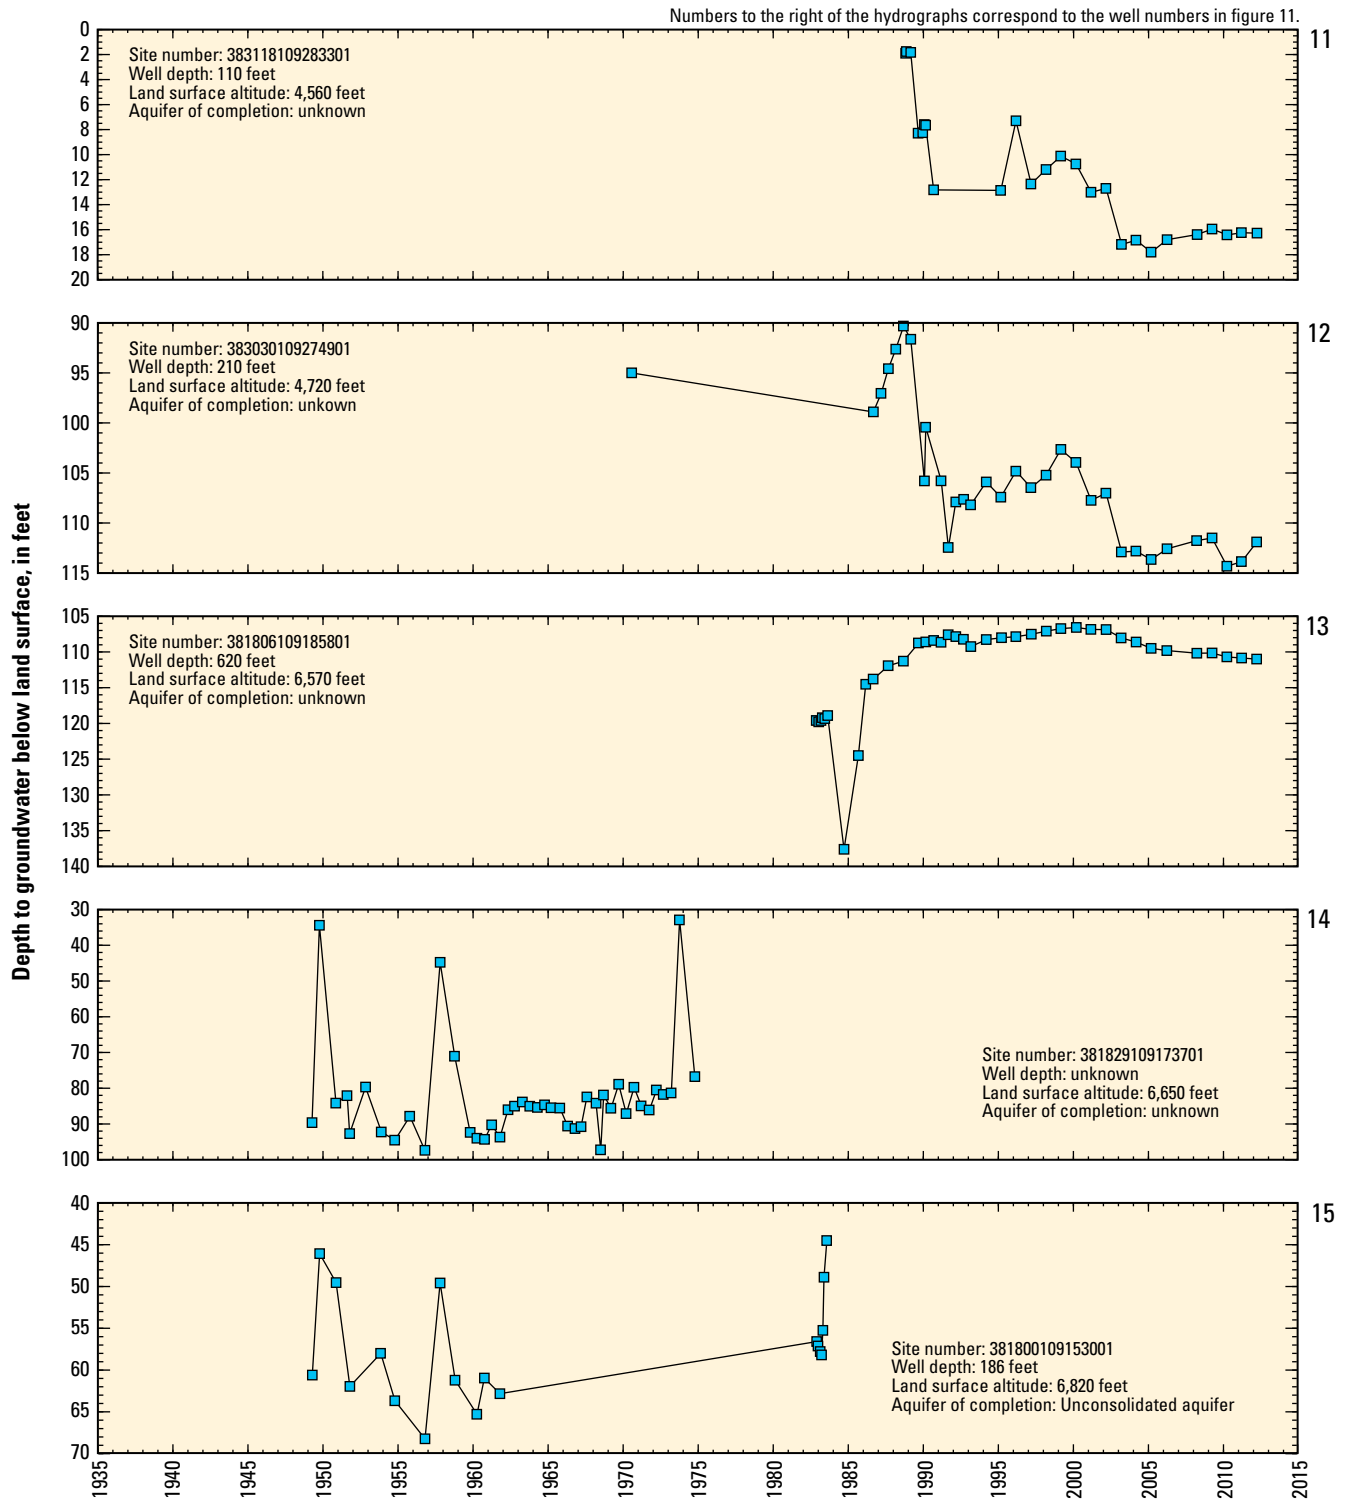 Numbers to the right of the hydrographs correspond to the well numbers in figure 11.
Depth to groundwater below land surface, in feet
0
2
4
6
8
10
12
14
16
18
20
Site number: 383118109283301
Well depth: 110 feet
Land surface altitude: 4,560 feet
Aquifer of completion: unknown
11
90
95
100
105
110
115
Site number: 383030109274901
Well depth: 210 feet
Land surface altitude: 4,720 feet
Aquifer of completion: unkown
12
105
110
115
120
125
130
135
140
Site number: 381806109185801
Well depth: 620 feet
Land surface altitude: 6,570 feet
Aquifer of completion: unknown
13
30
40
50
60
70
80
90
100
Site number: 381829109173701
Well depth: unknown
Land surface altitude: 6,650 feet
Aquifer of completion: unknown
14
40
45
50
55
60
65
70
Site number: 381800109153001
Well depth: 186 feet
Land surface altitude: 6,820 feet
Aquifer of completion: Unconsolidated aquifer
15
1935
1940
1945
1950
1955
1960
1965
1970
1975
1980
1985
1990
1995
2000
2005
2010
2015